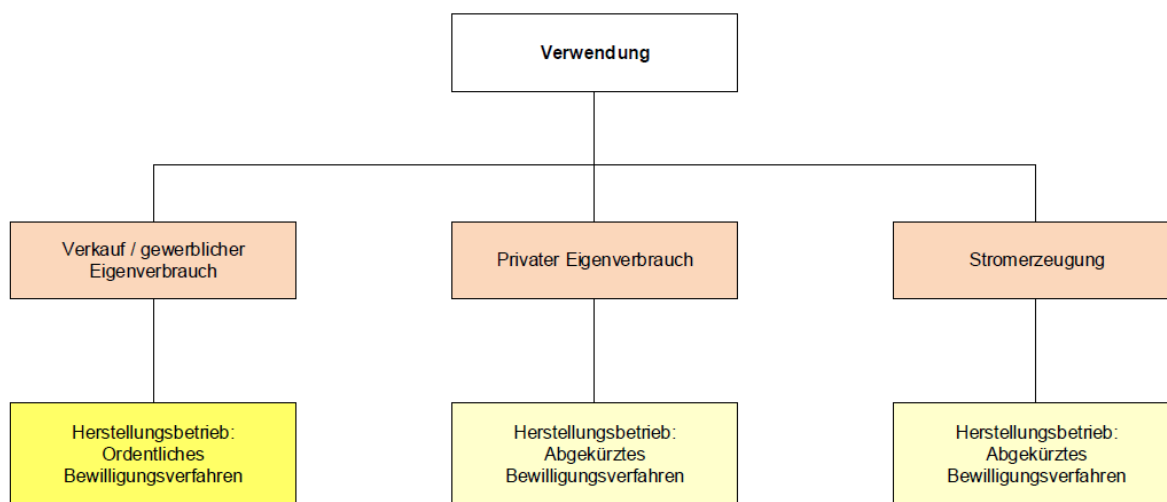 Verwendung
Verkauf / gewerblicher
Eigenverbrauch
Privater Eigenverbrauch
Stromerzeugung
Herstellungsbetrieb:
Ordentliches
Bewilligungsverfahren
Herstellungsbetrieb:
Abgekürztes
Bewilligungsverfahren
Herstellungsbetrieb:
Abgekürztes
Bewilligungsverfahren